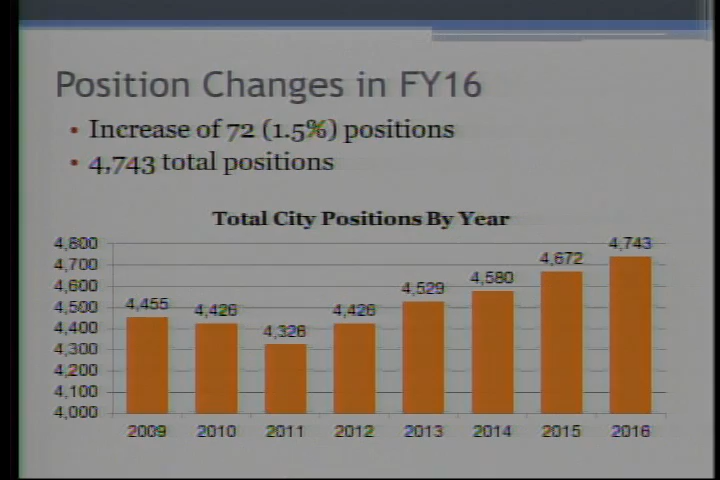 Position Changes in FY16
▪ Increase of 72 (1.5%) positions
▪ 4,743 total positions
Total City Positions By Year
4,800
4,700
4,600
4,500
4,400
4,300
4,200
4,100
4,000
4,455 4,426 4,326 4,426 4,529 4,580 4,672 4,743
2009 2010 2011 2012 2013 2014 2015 2016